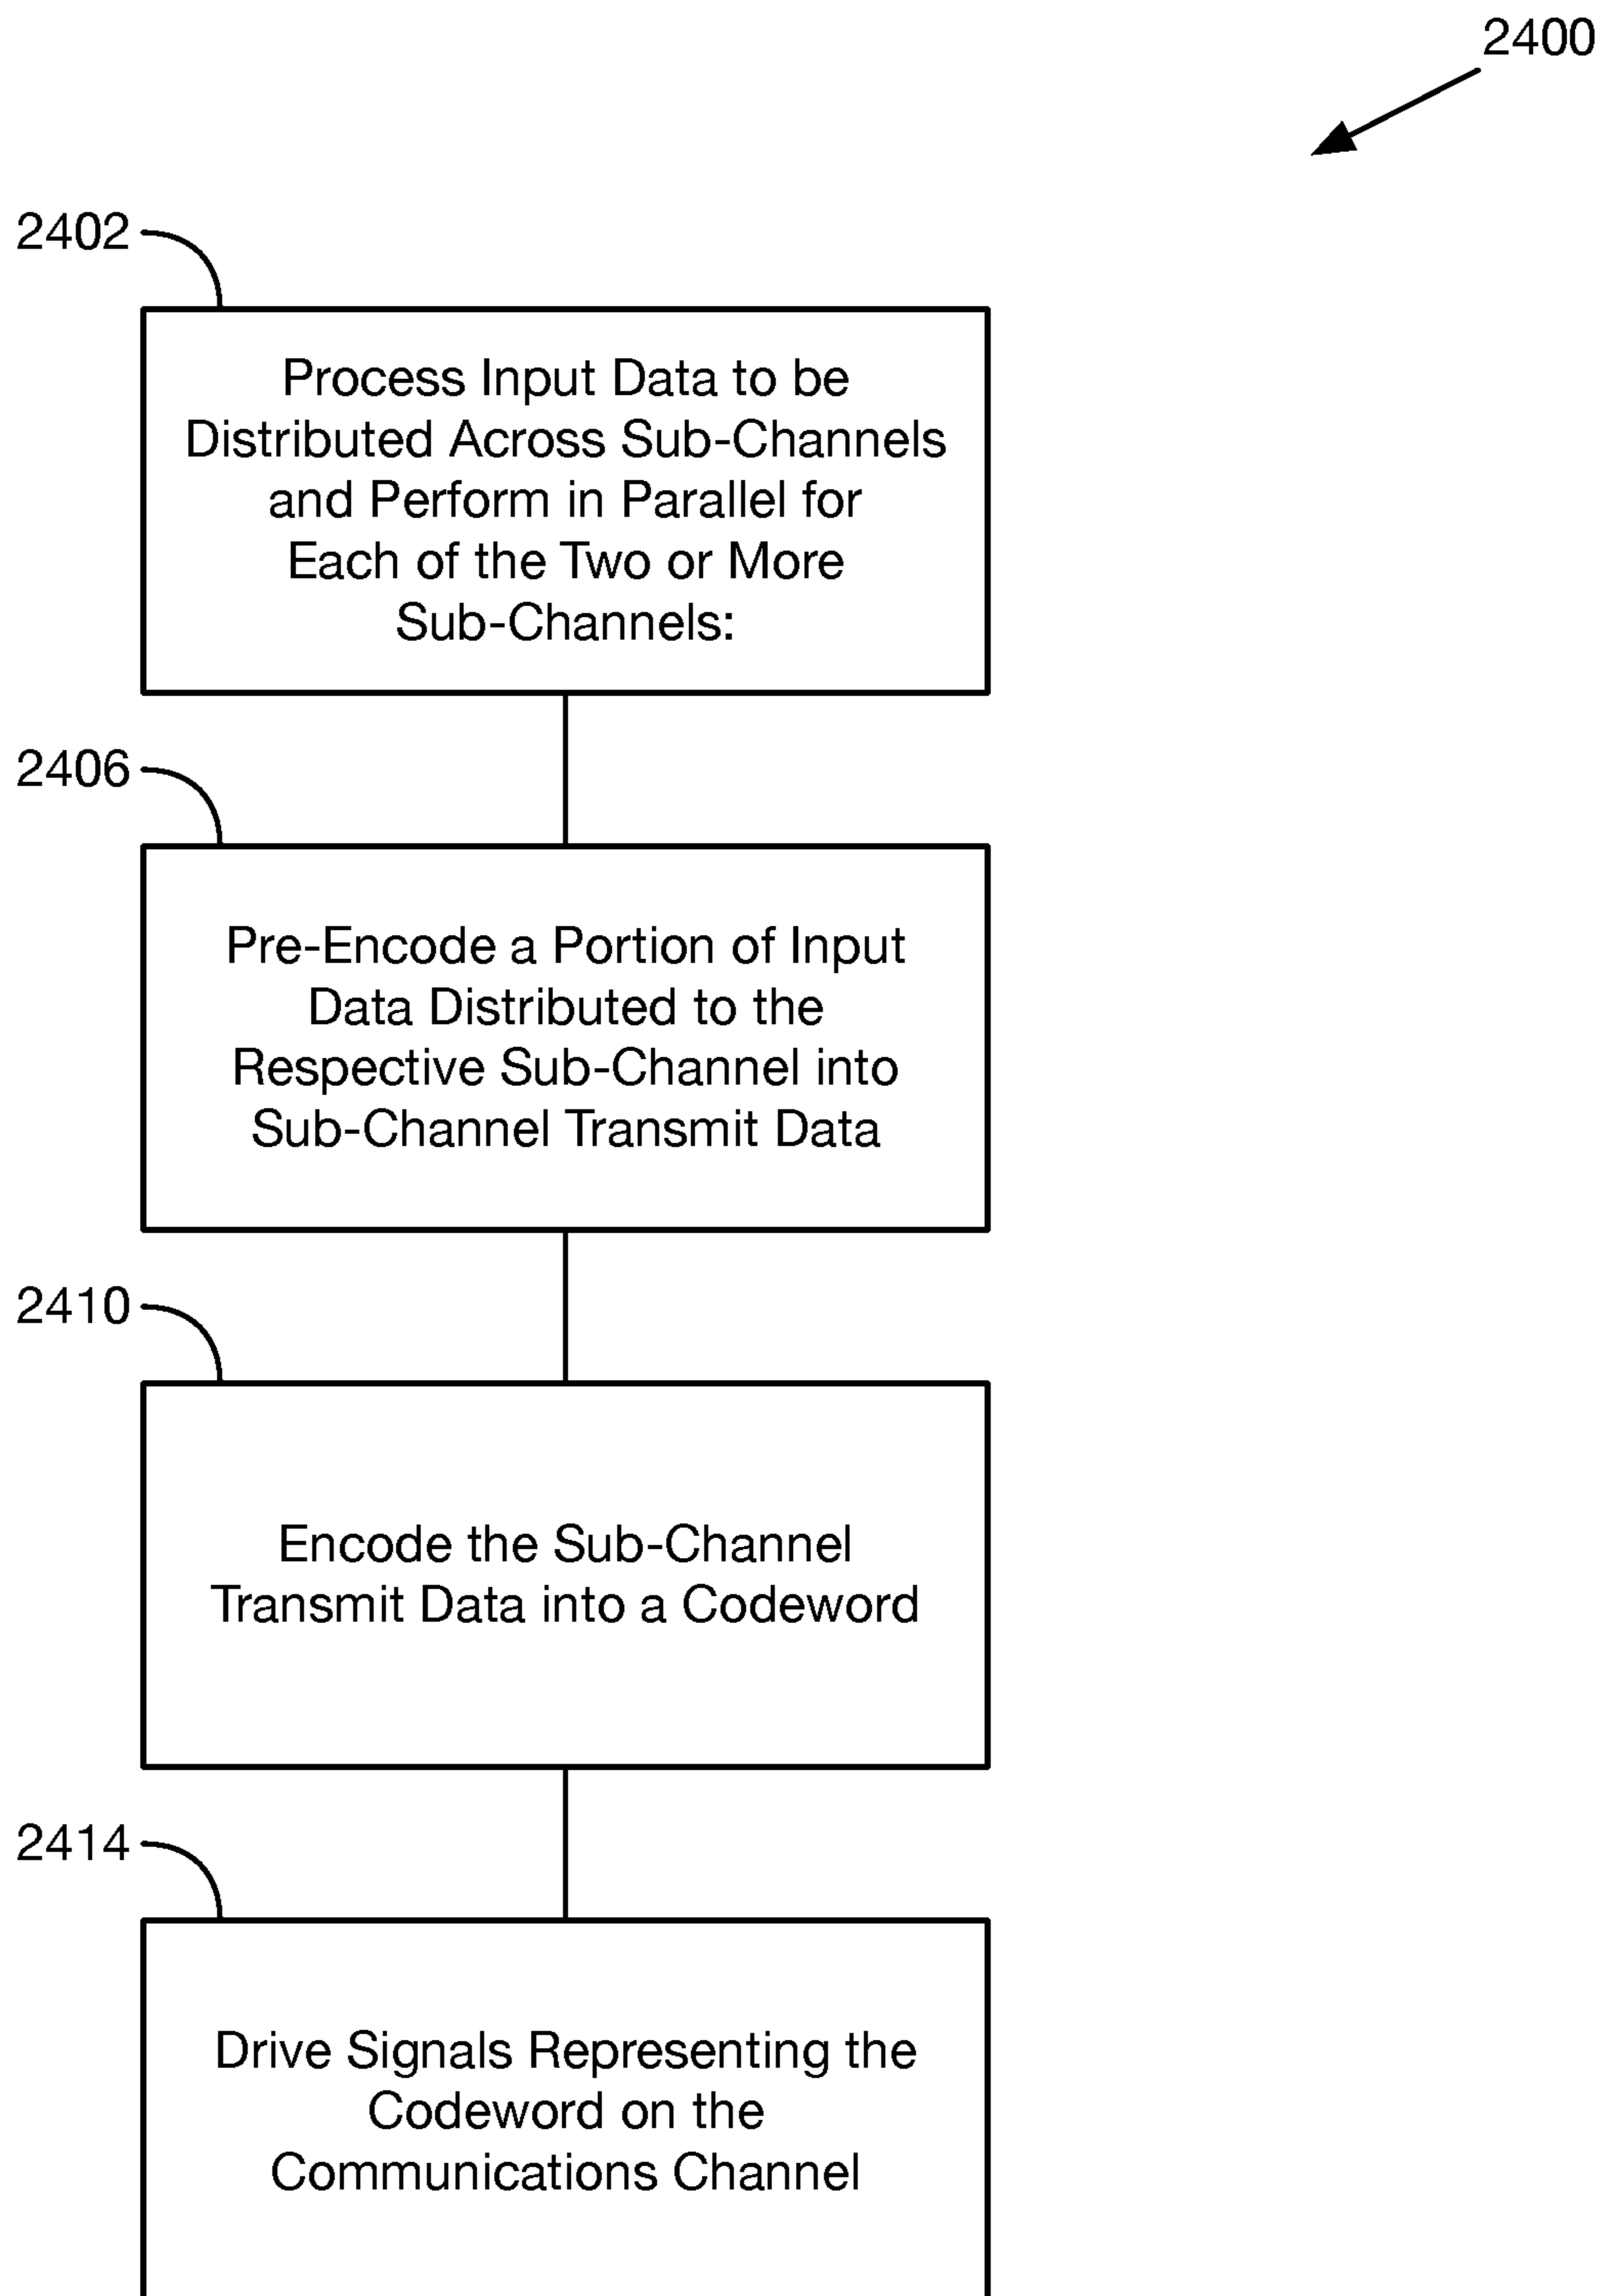 2400
2402
Process Input Data to be
Distributed Across Sub-Channels
and Perform in Parallel for
Each of the Two or More
Sub-Channels:
2406
Pre-Encode a Portion of Input
Data Distributed to the
Respective Sub-Channel into
Sub-Channel Transmit Data
2410
Encode the Sub-Channel
Transmit Data into a Codeword
2414
Drive Signals Representing the
Codeword on the
Communications Channel